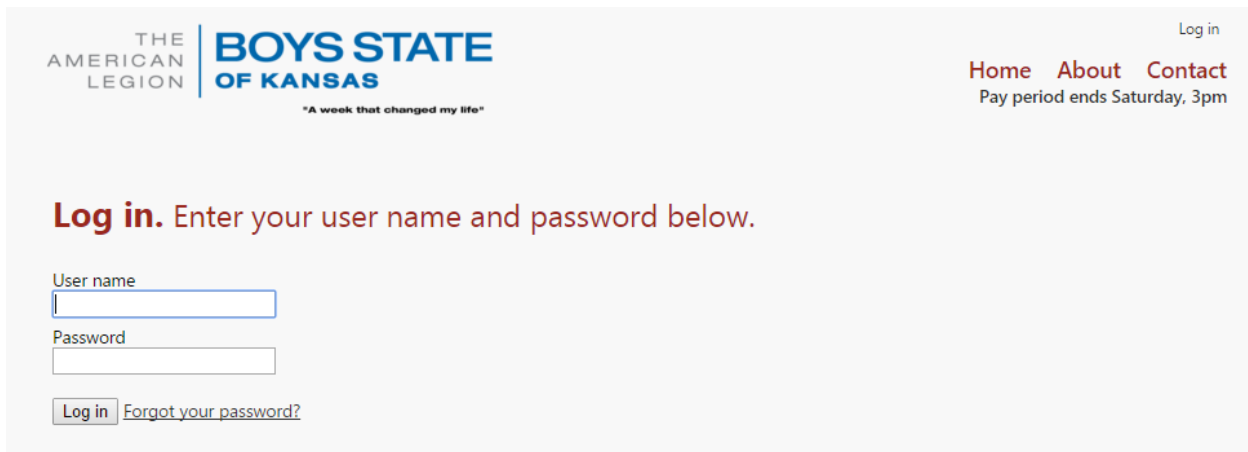 THE
AMERICAN
LEGION
BOYS STATE
OF KANSAS
"A week that changed my life"
Log in
Home About Contact
Pay period ends Saturday, 3pm
Log in. Enter your user name and password below.
User name
Password
Log in Forgot your password?